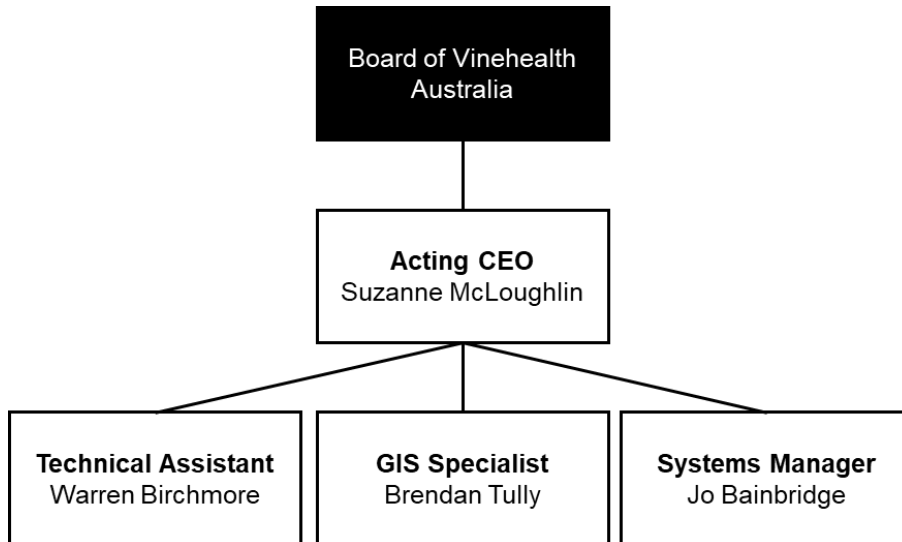 Board of Vinehealth
Australia
Acting CEO
Suzanne McLoughlin
Technical Assistant
Warren Birchmore
GIS Specialist
Brendan Tully
Systems Manager
Jo Bainbridge